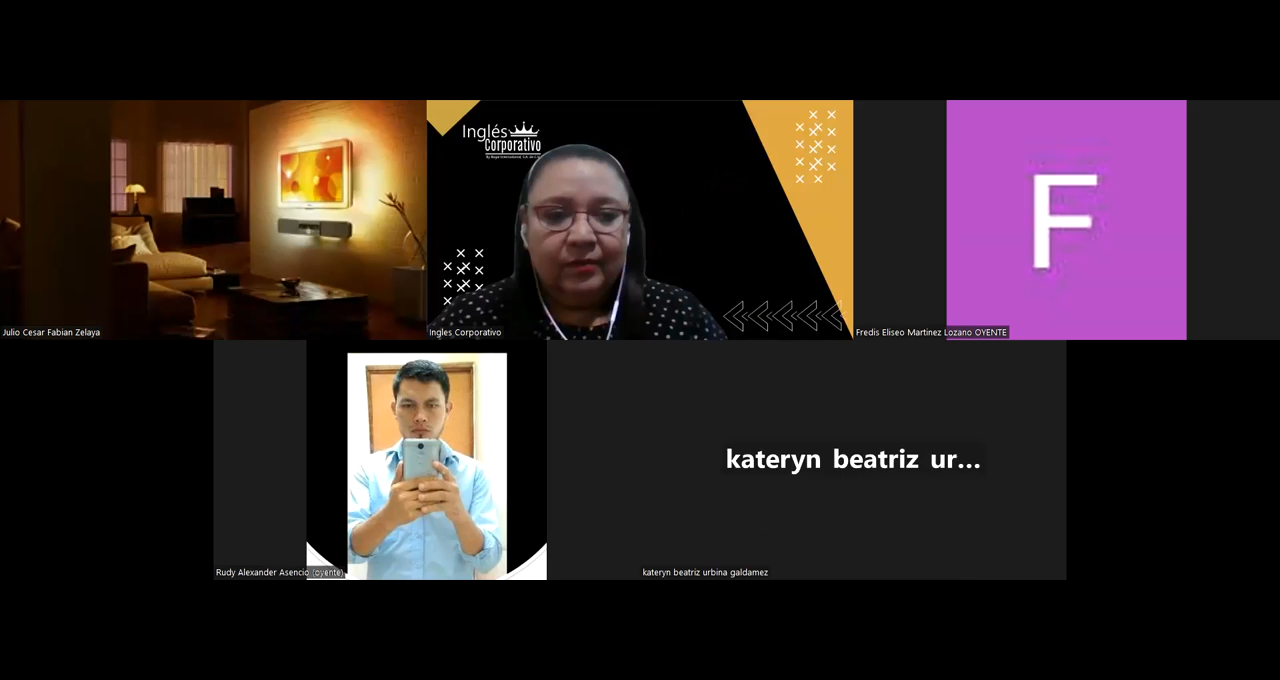 Inglés
Corporativo
Julio Cesar Fabian Zelaya
Ingles Corporativo
F
Fredis Eliseo Martinez Lozano OYENTE
kateryn beatriz ur...
Rudy Alexander Asencio (oyente)
kateryn beatriz urbina galdamez